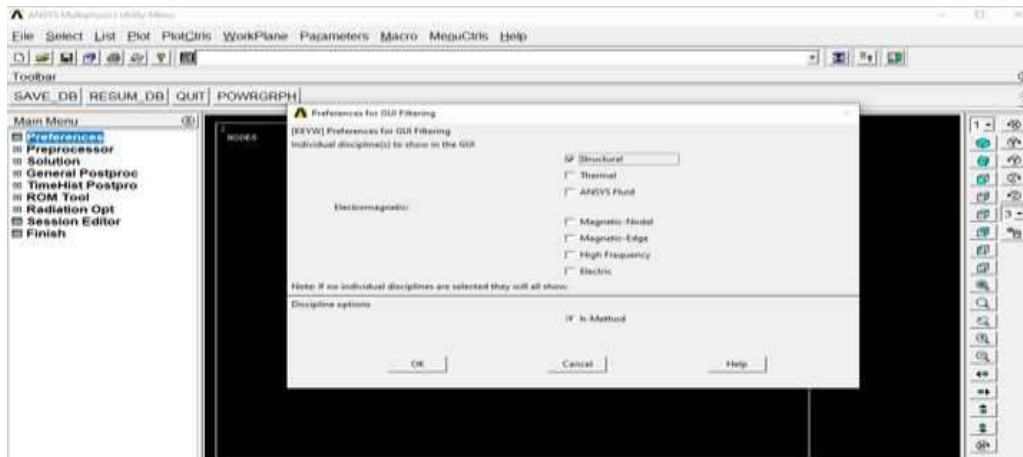 ANSYS Multiphysics Utility Menu
File Select List Plot PlotCtrls WorkPlane Parameters Macro MenuCtrls Help
Toolbar
SAVE_DB RESUM_DB QUIT POWRGRPH
Main Menu
Preferences
Preprocessor
Solution
General Postproc
TimeHist Postpro
ROM Tool
Radiation Opt
Session Editor
Finish
1
NODES
Preferences for GUI Filtering
[KEYW] Preferences for GUI Filtering
Individual discipline(s) to show in the GUI
Structural
Thermal
ANSYS Fluid
Electromagnetic:
Magnetic-Nodal
Magnetic-Edge
High Frequency
Electric
Note: If no individual disciplines are selected they will all show.
Discipline options
h-Method
OK Cancel Help
1
3